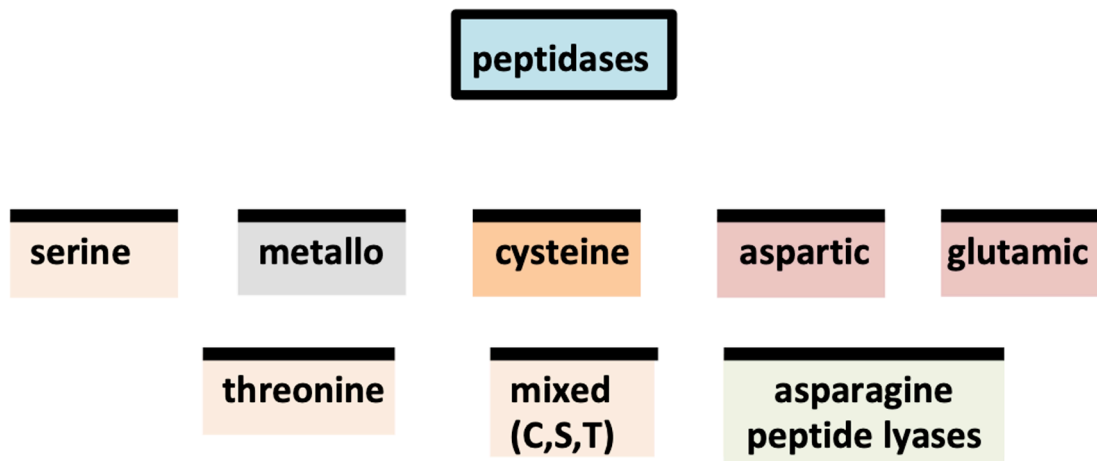 peptidases
serine
metallo
cysteine
aspartic
glutamic
threonine
mixed
(C,S,T)
asparagine
peptide lyases